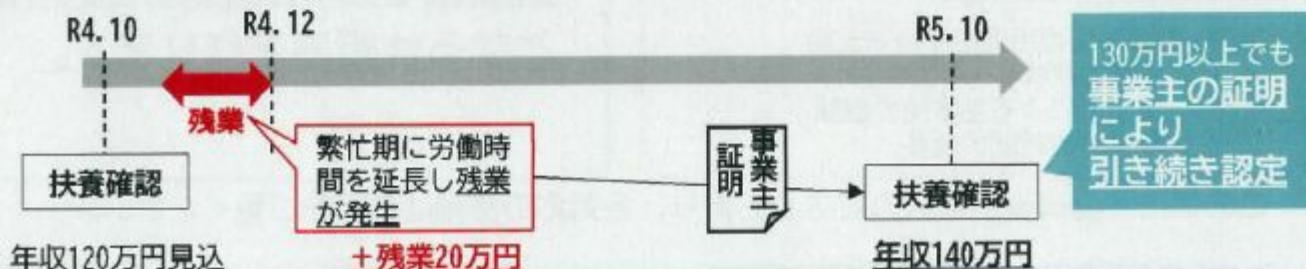 R4.10
R4.12
R5.10
残業
繁忙期に労働時
間を延長し残業
が発生
事業主
証明
扶養確認
扶養確認
130万円以上でも
事業主の証明
により
引き続き認定
年収120万円見込
+残業20万円
年収140万円